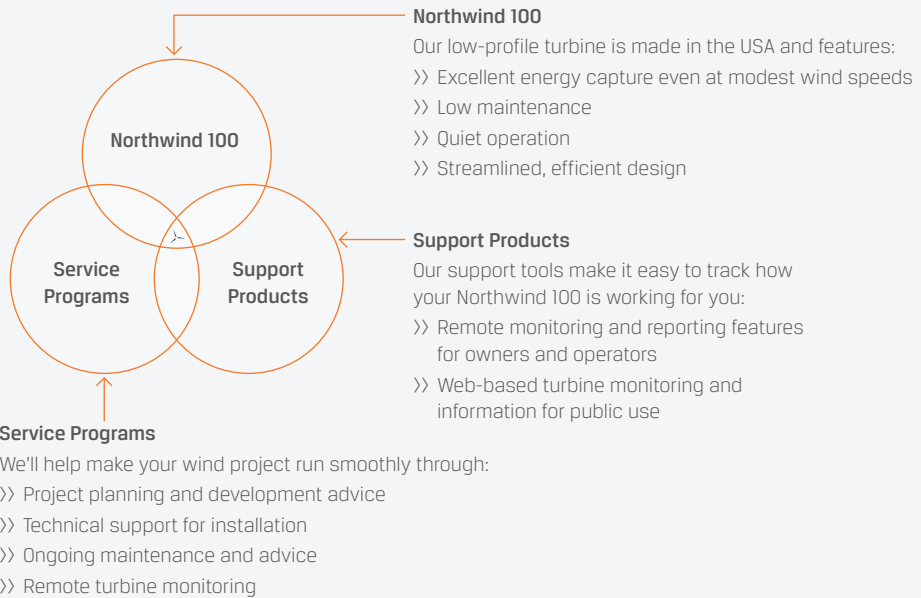 Northwind 100
Our low-profile turbine is made in the USA and features:
》 Excellent energy capture even at modest wind speeds
》 Low maintenance
》 Quiet operation
》 Streamlined, efficient design
Northwind 100
Service
Programs
Support
Products
Support Products
Our support tools make it easy to track how
your Northwind 100 is working for you:
》 Remote monitoring and reporting features
for owners and operators
》 Web-based turbine monitoring and
information for public use
Service Programs
We'll help make your wind project run smoothly through:
》 Project planning and development advice
》 Technical support for installation
》 Ongoing maintenance and advice
》 Remote turbine monitoring